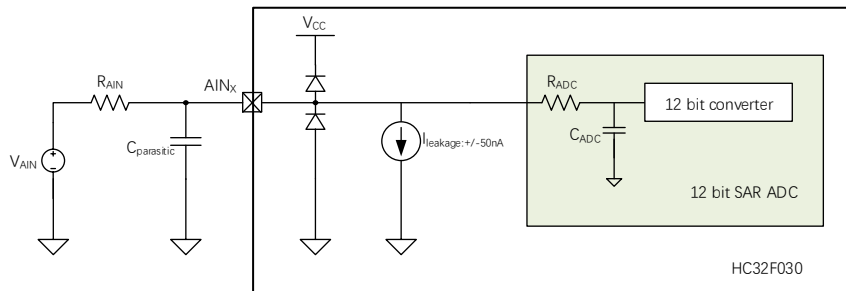 VCC
RAIN
AINX
RADC
12 bit converter
CADC
Cparasitic
Ileakage:+/-50nA
VAIN
+
-
12 bit SAR ADC
HC32F030